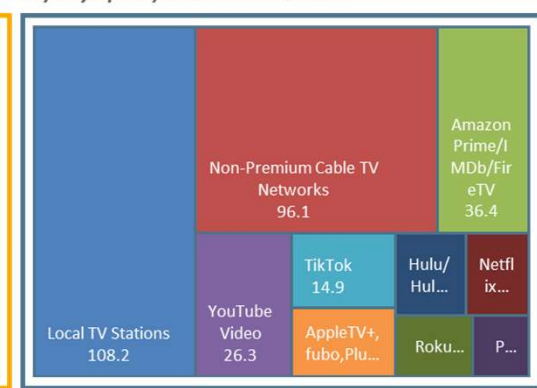 Local TV Stations
108.2
Non-Premium Cable TV
Networks
96.1
Amazon
Prime/I
MDb/Fir
eTV
36.4
YouTube
Video
26.3
TikTok
14.9
AppleTV+,
fubo,Plu...
Hulu/
Hul...
Netfl
ix...
Roku...
P...